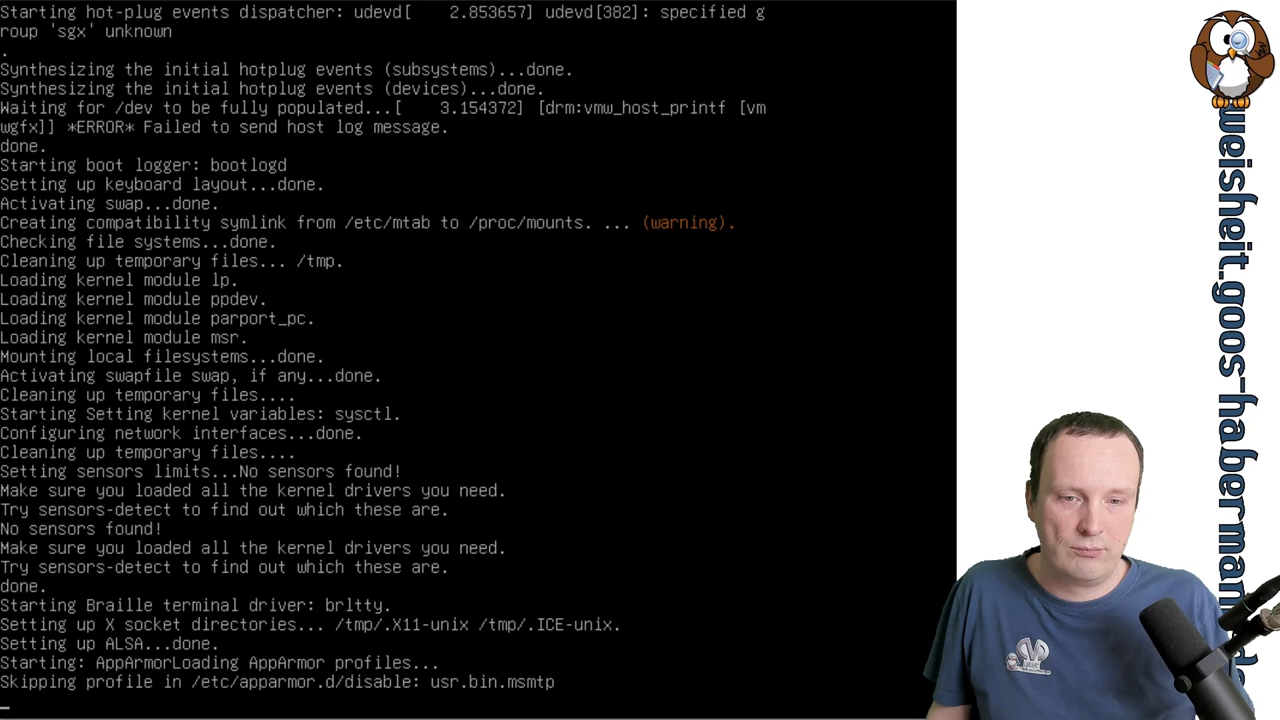 Starting hot-plug events dispatcher: udevd[    2.853657] udevd[382]: specified g
roup 'sgx' unknown
.
Synthesizing the initial hotplug events (subsystems)...done.
Synthesizing the initial hotplug events (devices)...done.
Waiting for /dev to be fully populated...[    3.154372] [drm:vmw_host_printf [vm
wgfx]] *ERROR* Failed to send host log message.
done.
Starting boot logger: bootlogd
Setting up keyboard layout...done.
Activating swap...done.
Creating compatibility symlink from /etc/mtab to /proc/mounts. ... (warning).
Checking file systems...done.
Cleaning up temporary files... /tmp.
Loading kernel module lp.
Loading kernel module ppdev.
Loading kernel module parport_pc.
Loading kernel module msr.
Mounting local filesystems...done.
Activating swapfile swap, if any...done.
Cleaning up temporary files....
Starting Setting kernel variables: sysctl.
Configuring network interfaces...done.
Cleaning up temporary files....
Setting sensors limits...No sensors found!
Make sure you loaded all the kernel drivers you need.
Try sensors-detect to find out which these are.
No sensors found!
Make sure you loaded all the kernel drivers you need.
Try sensors-detect to find out which these are.
done.
Starting Braille terminal driver: brltty.
Setting up X socket directories... /tmp/.X11-unix /tmp/.ICE-unix.
Setting up ALSA...done.
Starting: AppArmorLoading AppArmor profiles...
Skipping profile in /etc/apparmor.d/disable: usr.bin.msmtp